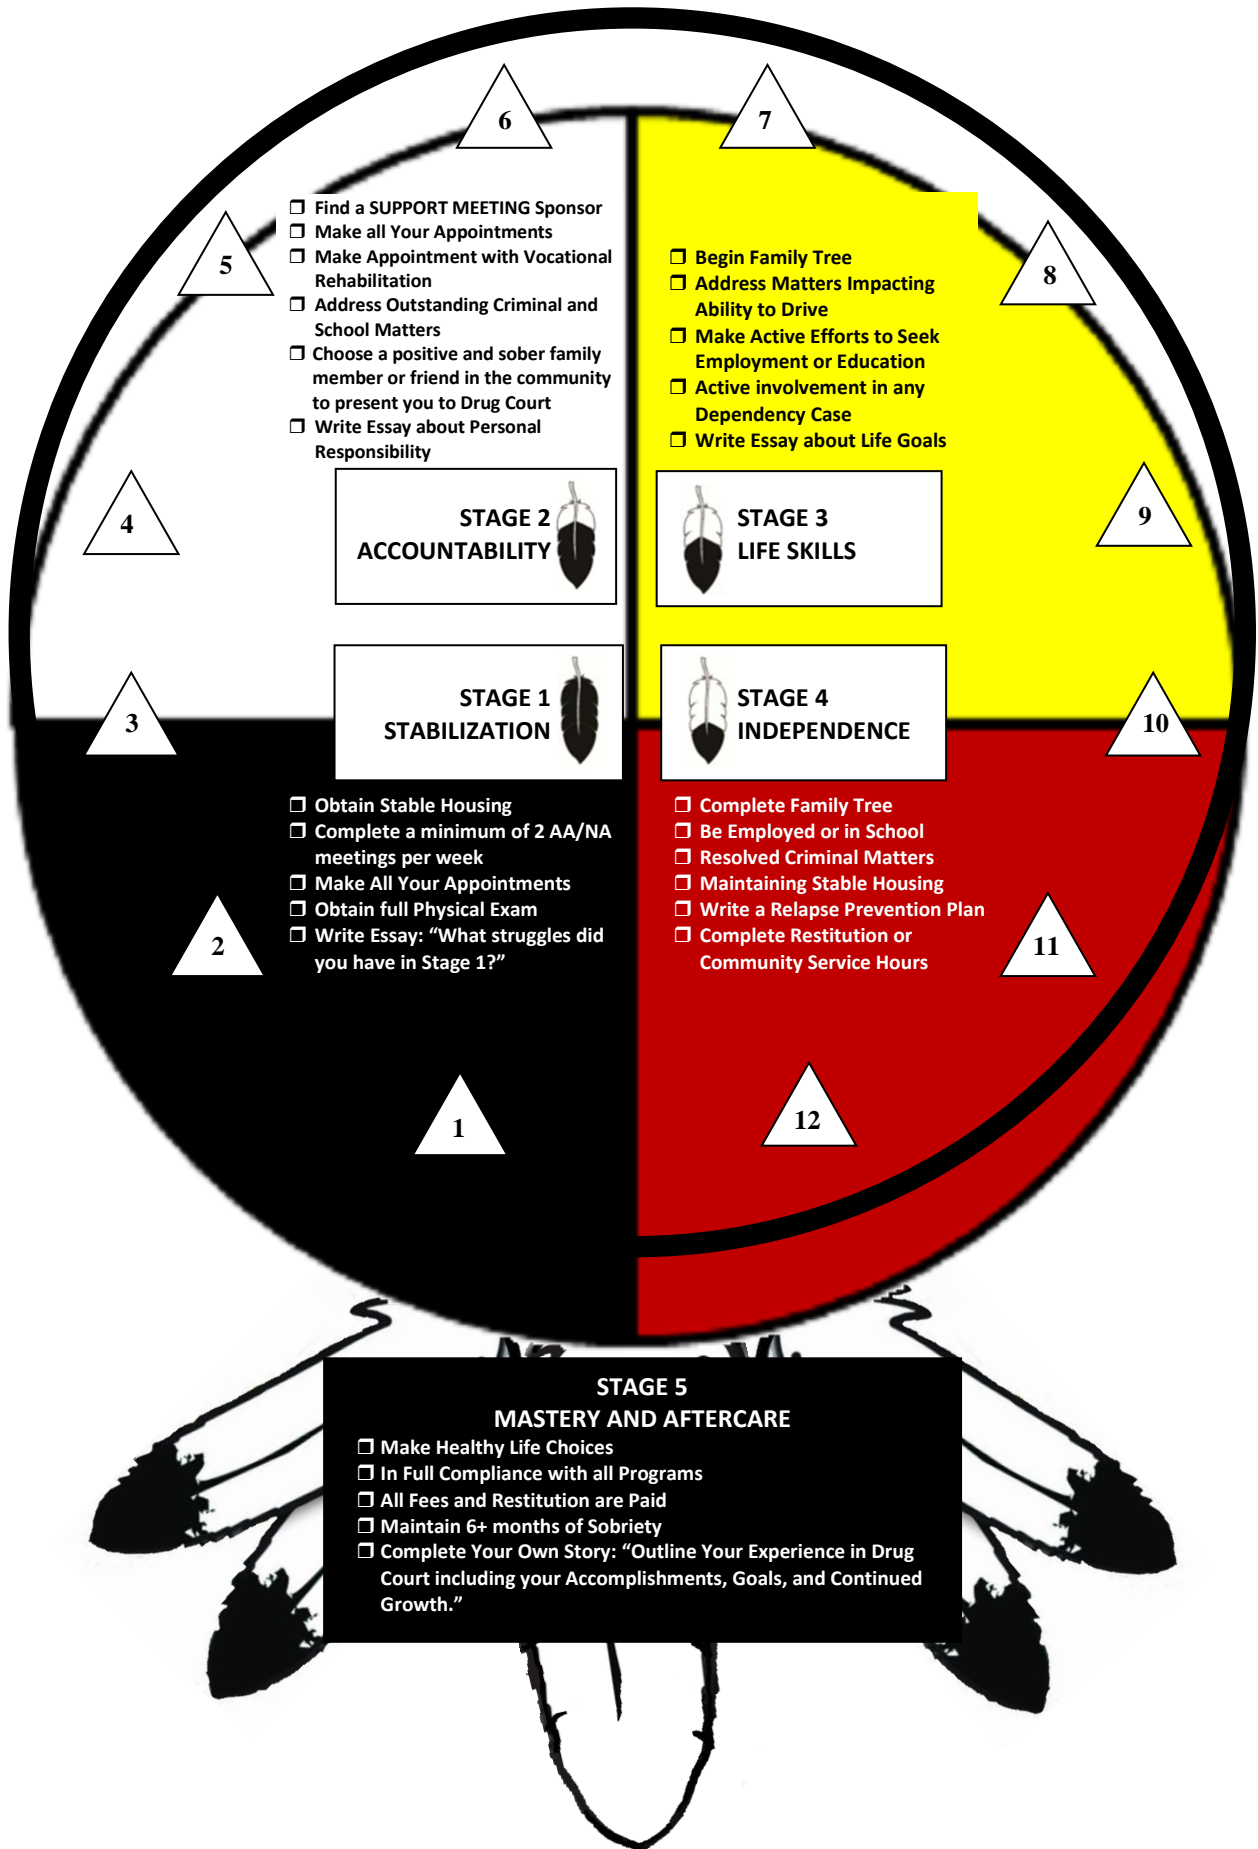 6
7
5
8
☐ Find a SUPPORT MEETING Sponsor
☐ Make all Your Appointments
☐ Make Appointment with Vocational
Rehabilitation
☐ Address Outstanding Criminal and
School Matters
☐ Choose a positive and sober family
member or friend in the community
to present you to Drug Court
☐ Write Essay about Personal
Responsibility
☐ Begin Family Tree
☐ Address Matters Impacting
Ability to Drive
☐ Make Active Efforts to Seek
Employment or Education
☐ Active involvement in any
Dependency Case
☐ Write Essay about Life Goals
4
9
STAGE 2
ACCOUNTABILITY
STAGE 3
LIFE SKILLS
STAGE 1
STABILIZATION
STAGE 4
INDEPENDENCE
3
10
☐ Obtain Stable Housing
☐ Complete a minimum of 2 AA/NA
meetings per week
☐ Make All Your Appointments
☐ Obtain full Physical Exam
☐ Write Essay: “What struggles did
you have in Stage 1?”
☐ Complete Family Tree
☐ Be Employed or in School
☐ Resolved Criminal Matters
☐ Maintaining Stable Housing
☐ Write a Relapse Prevention Plan
☐ Complete Restitution or
Community Service Hours
2
11
1
12
STAGE 5
MASTERY AND AFTERCARE
☐ Make Healthy Life Choices
☐ In Full Compliance with all Programs
☐ All Fees and Restitution are Paid
☐ Maintain 6+ months of Sobriety
☐ Complete Your Own Story: “Outline Your Experience in Drug
Court including your Accomplishments, Goals, and Continued
Growth.”